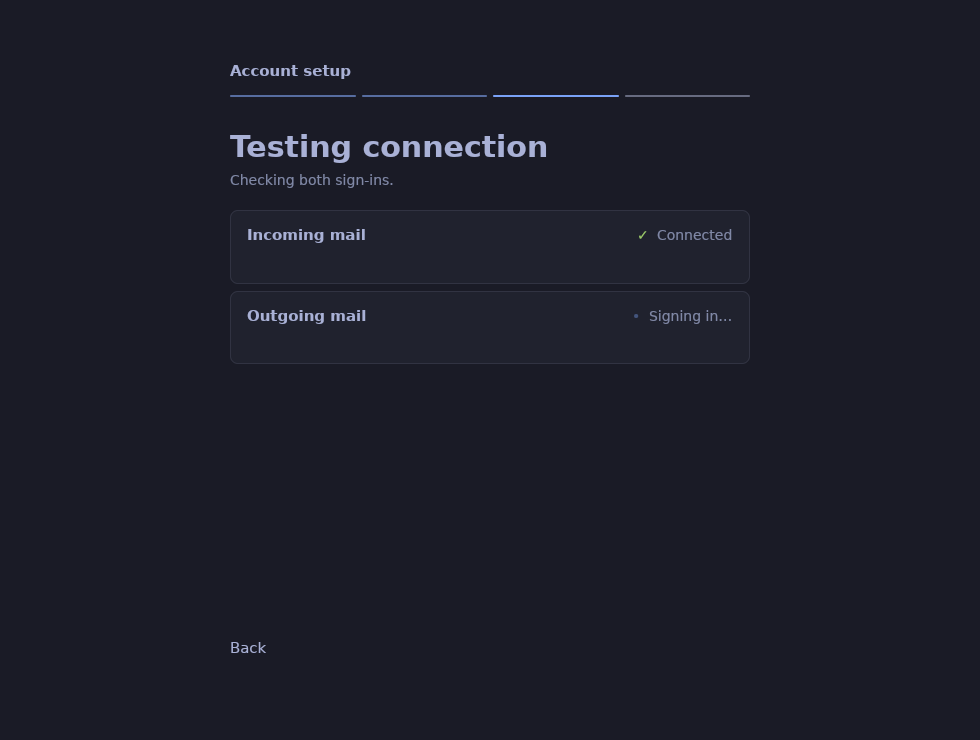 Account setup
Testing connection
Checking both sign-ins.
Incoming mail ✓ Connected
Outgoing mail • Signing in…
Back